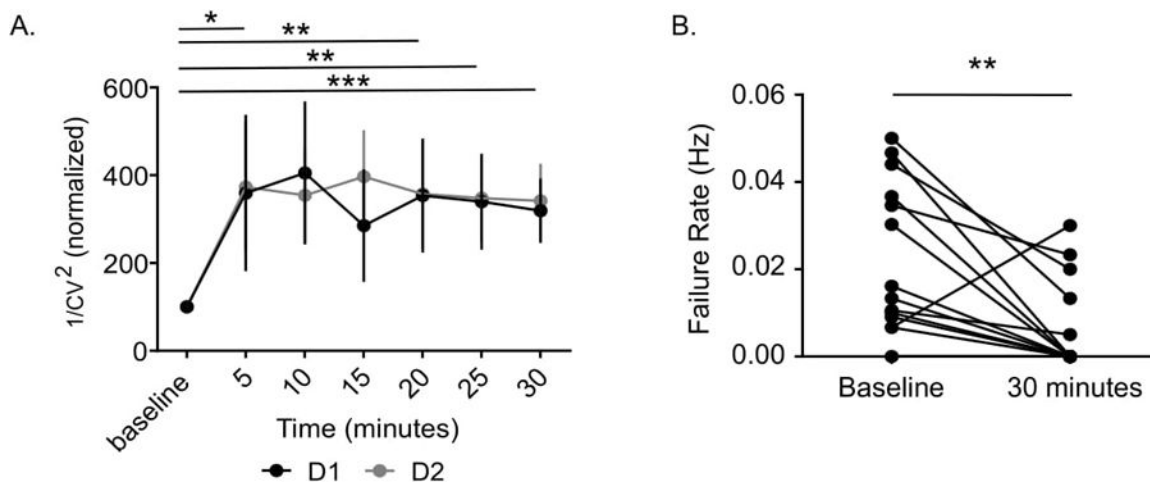 A.
*
**
**
***
1/CV² (normalized)
600
400
200
0
baseline
5
10
15
20
25
30
Time (minutes)
D1 D2
B.
**
Failure Rate (Hz)
0.06
0.04
0.02
0.00
Baseline 30 minutes